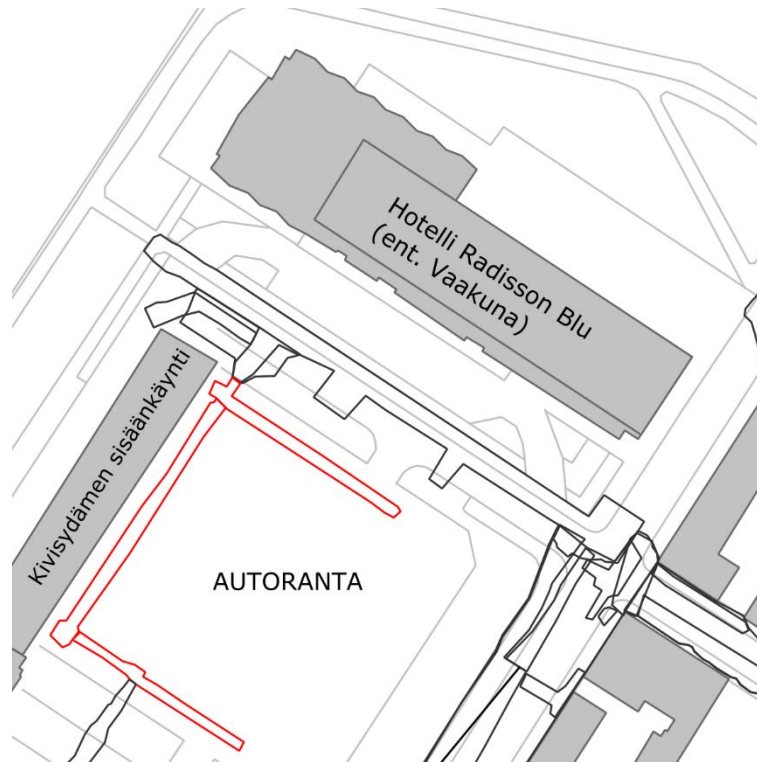 Hotelli Radisson Blu
(ent. Vaakuna)
Kivisydämen sisäänkäynti
AUTORANTA